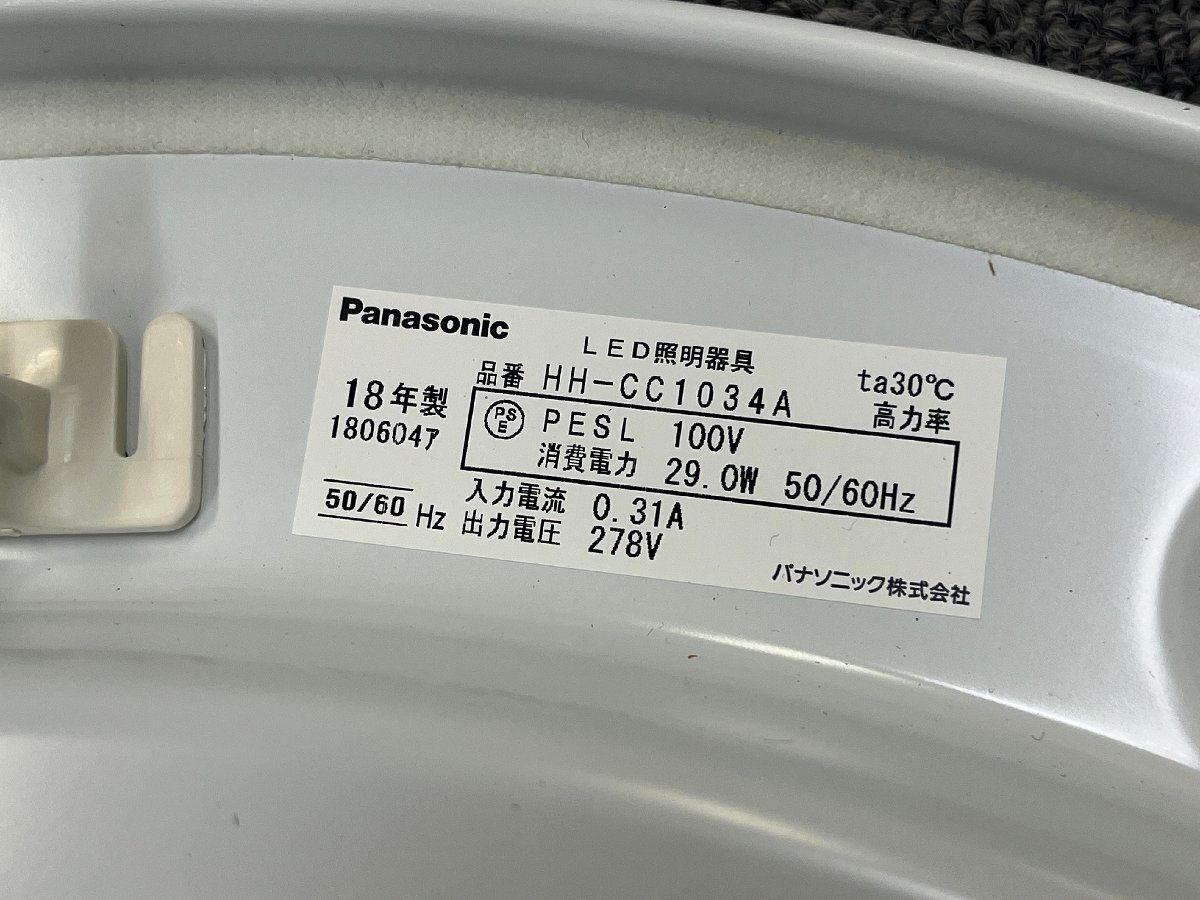 Panasonic
LED照明器具
ta30℃
品番 HH-CC1034A
高力率
18年製
180604ｱ
PSE
PESL 100V
消費電力 29.0W 50/60Hz
50/60 Hz
入力電流 0.31A
出力電圧 278V
パナソニック株式会社